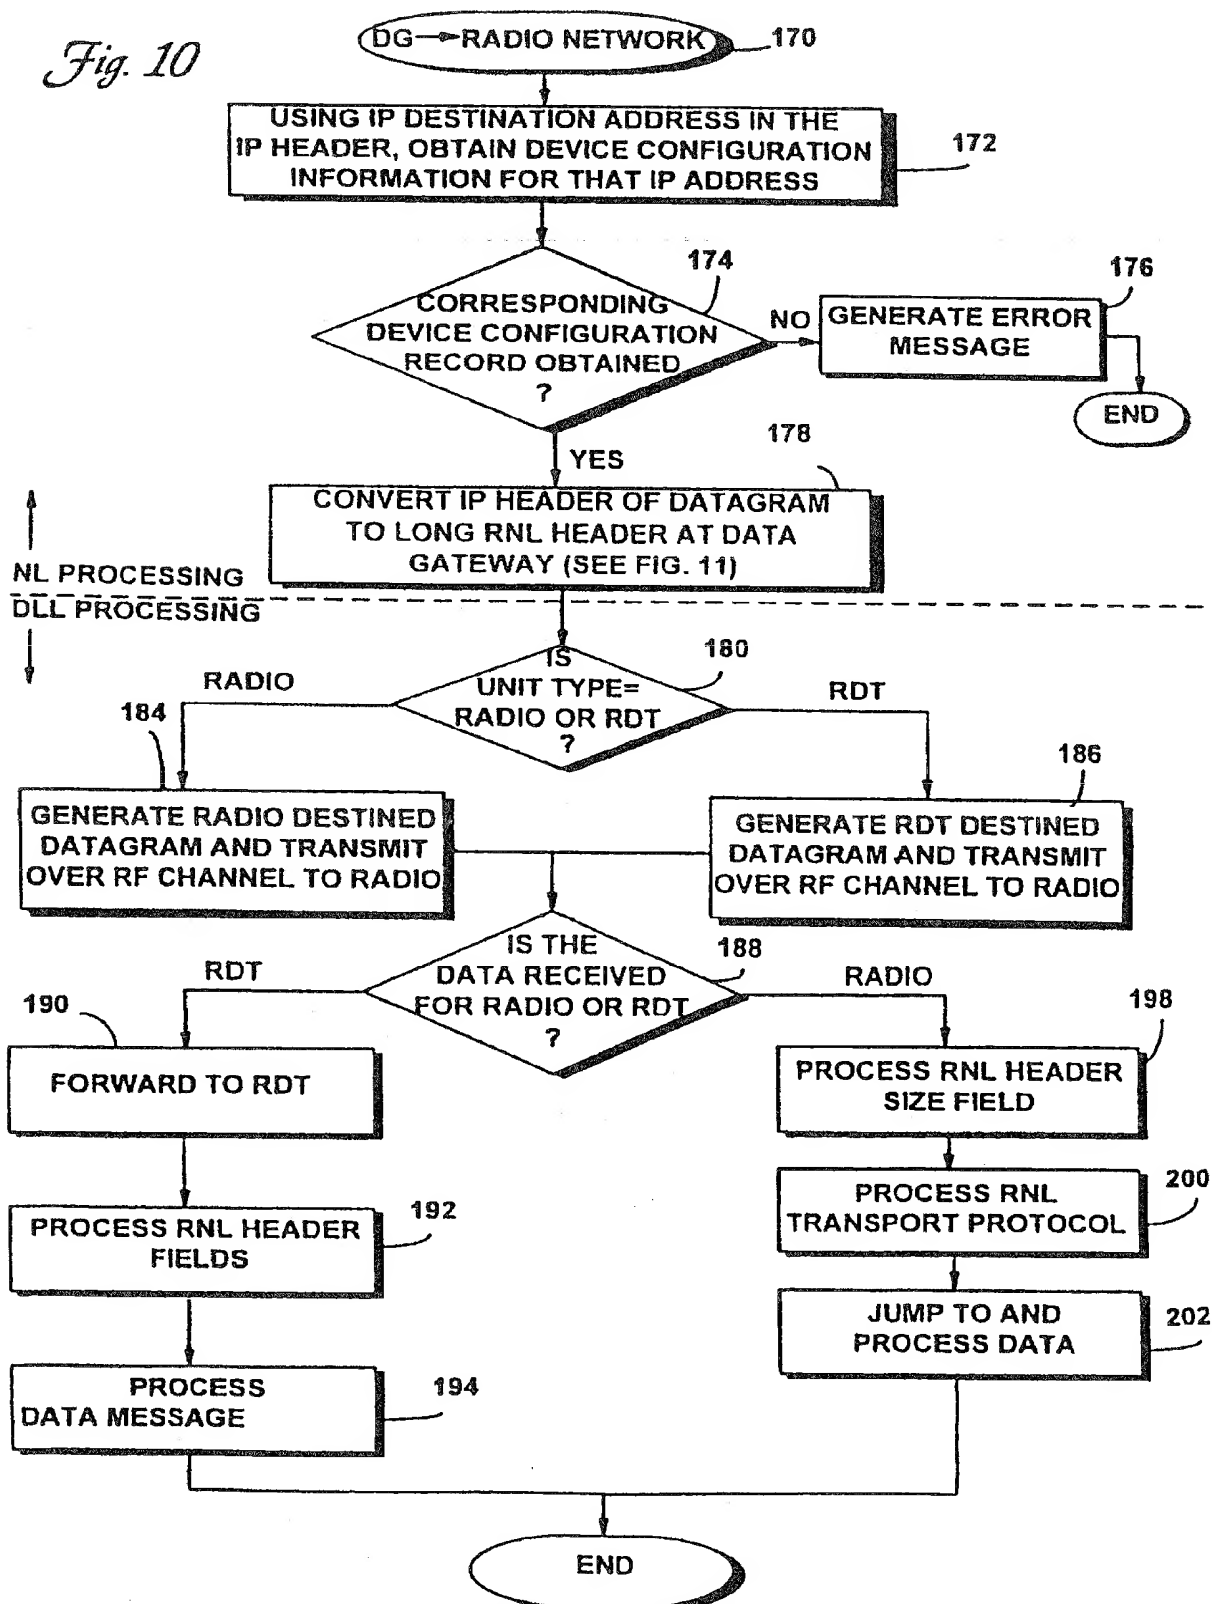 Fig. 10
DG→RADIO NETWORK
170
USING IP DESTINATION ADDRESS IN THE
IP HEADER, OBTAIN DEVICE CONFIGURATION
INFORMATION FOR THAT IP ADDRESS
172
174
CORRESPONDING
DEVICE CONFIGURATION
RECORD OBTAINED
?
NO
176
GENERATE ERROR
MESSAGE
END
YES
178
CONVERT IP HEADER OF DATAGRAM
TO LONG RNL HEADER AT DATA
GATEWAY (SEE FIG. 11)
NL PROCESSING
DLL PROCESSING
IS
UNIT TYPE=
RADIO OR RDT
?
180
RADIO
RDT
184
GENERATE RADIO DESTINED
DATAGRAM AND TRANSMIT
OVER RF CHANNEL TO RADIO
186
GENERATE RDT DESTINED
DATAGRAM AND TRANSMIT
OVER RF CHANNEL TO RADIO
IS THE
DATA RECEIVED
FOR RADIO OR RDT
?
188
RDT
RADIO
190
FORWARD TO RDT
198
PROCESS RNL HEADER
SIZE FIELD
PROCESS RNL HEADER
FIELDS
192
PROCESS RNL
TRANSPORT PROTOCOL
200
PROCESS
DATA MESSAGE
194
JUMP TO AND
PROCESS DATA
202
END